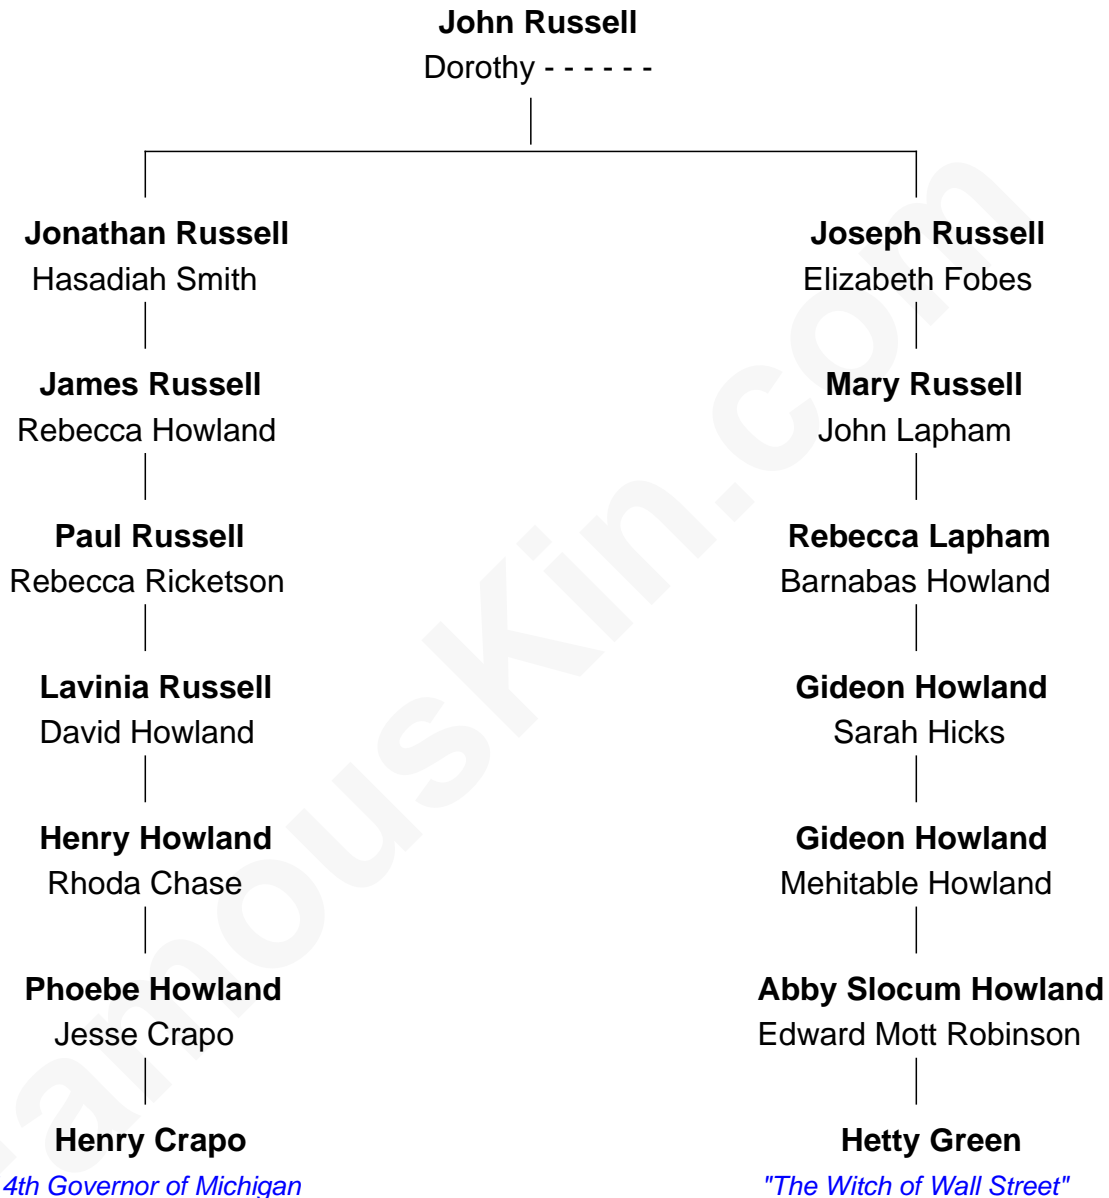 John Russell
Dorothy - - - - - -
Jonathan Russell
Hasadiah Smith
Joseph Russell
Elizabeth Fobes
James Russell
Rebecca Howland
Mary Russell
John Lapham
Paul Russell
Rebecca Ricketson
Rebecca Lapham
Barnabas Howland
Lavinia Russell
David Howland
Gideon Howland
Sarah Hicks
Henry Howland
Rhoda Chase
Gideon Howland
Mehitable Howland
Phoebe Howland
Jesse Crapo
Abby Slocum Howland
Edward Mott Robinson
Henry Crapo
4th Governor of Michigan
Hetty Green
"The Witch of Wall Street"
FamousKin.com